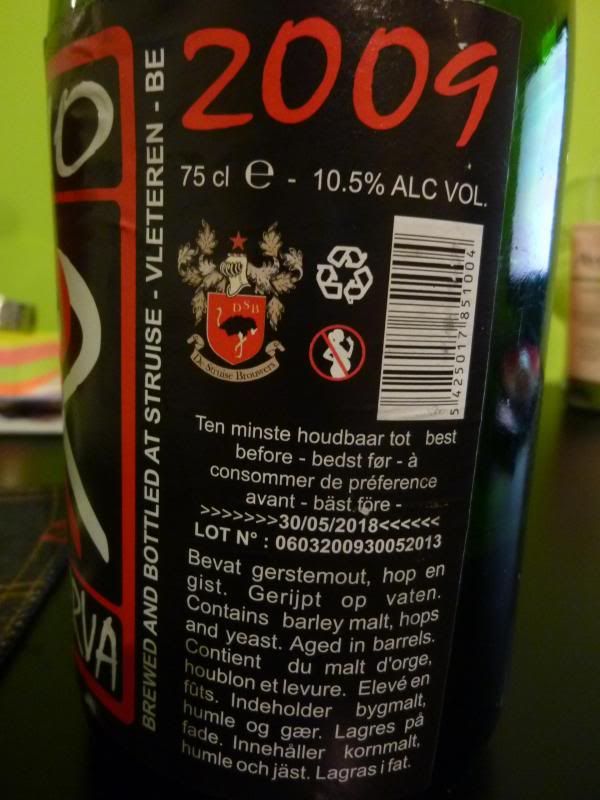 2009
75 cl e - 10.5% ALC VOL.
BREWED AND BOTTLED AT STRUISE - VLETEREN - BE
RVA
DSB
De Struise Brouwers
5 425017 851004
Ten minste houdbaar tot best
before - bedst før - à
consommer de préference
avant - bäst före -
>>>>>>>30/05/2018<<<<<<
LOT N° : 0603200930052013
Bevat gerstemout, hop en
gist. Gerijpt op vaten.
Contains barley malt, hops
and yeast. Aged in barrels.
Contient du malt d'orge,
houblon et levure. Elevé en
fûts. Indeholder bygmalt,
humle og gær. Lagres på
fade. Innehåller kornmalt,
humle och jäst. Lagras i fat.